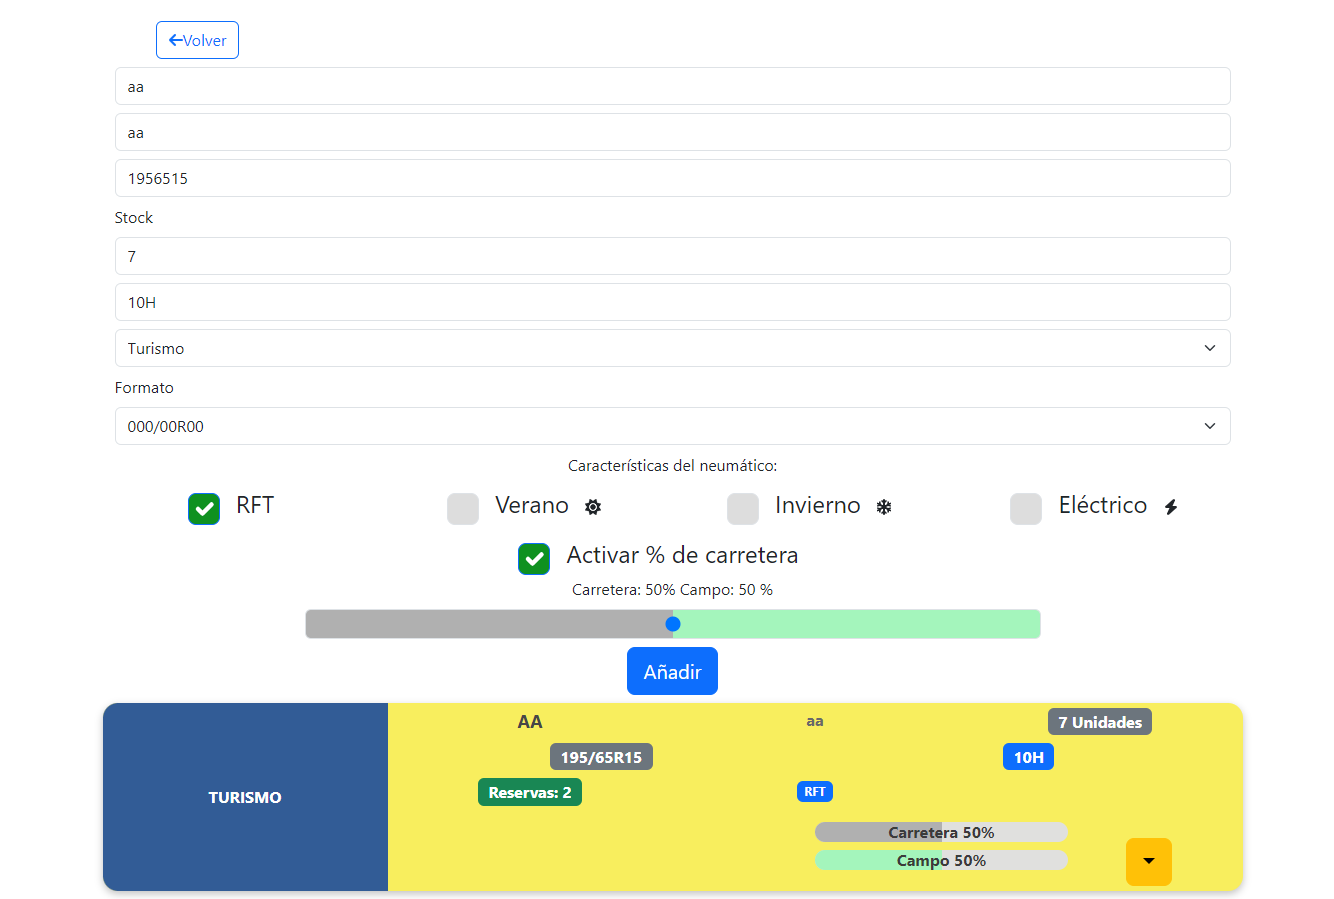 Volver
aa
aa
1956515
Stock
7
10H
Turismo
Formato
000/00R00
Características del neumático:
RFT Verano Invierno Eléctrico
Activar % de carretera
Carretera: 50% Campo: 50 %
Añadir
AA aa 7 Unidades
195/65R15 10H
Reservas: 2 RFT
TURISMO
Carretera 50%
Campo 50%